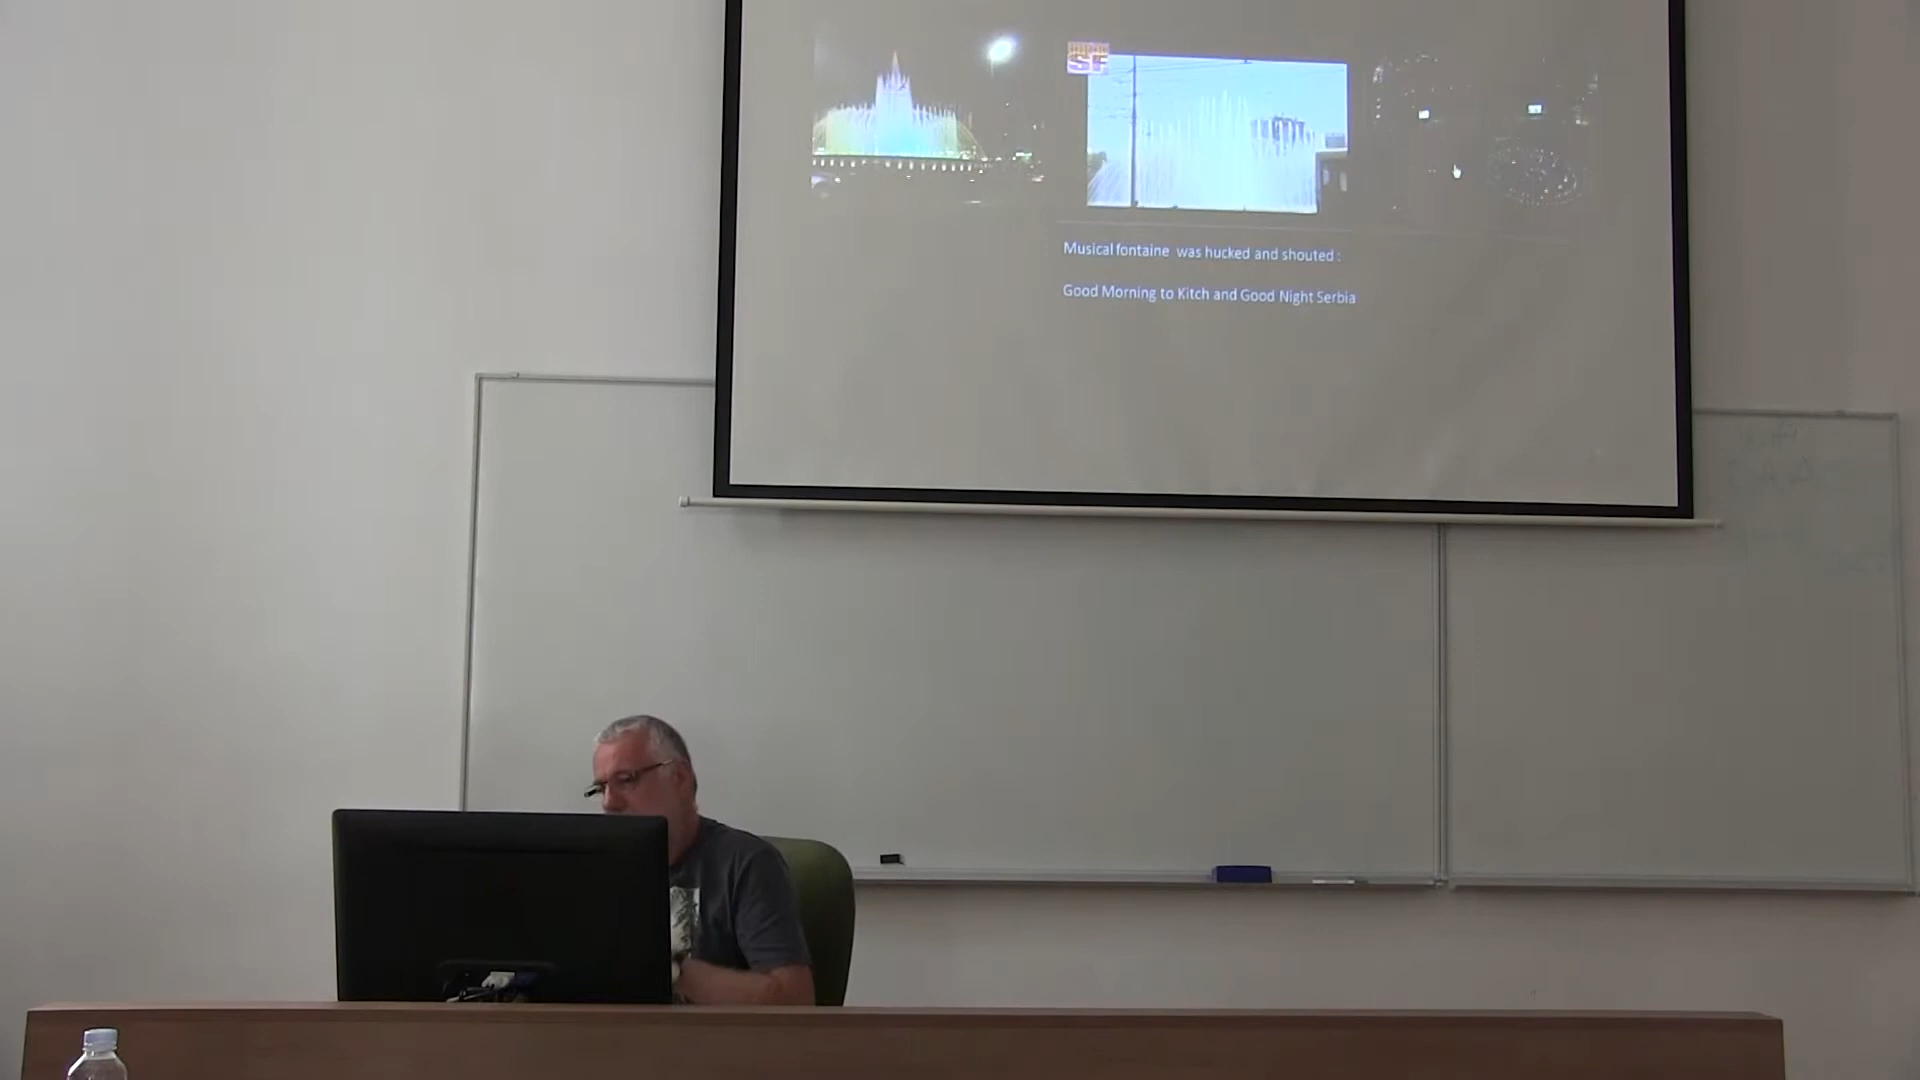 SF
Musical fontaine was hucked and shouted :
Good Morning to Kitch and Good Night Serbia